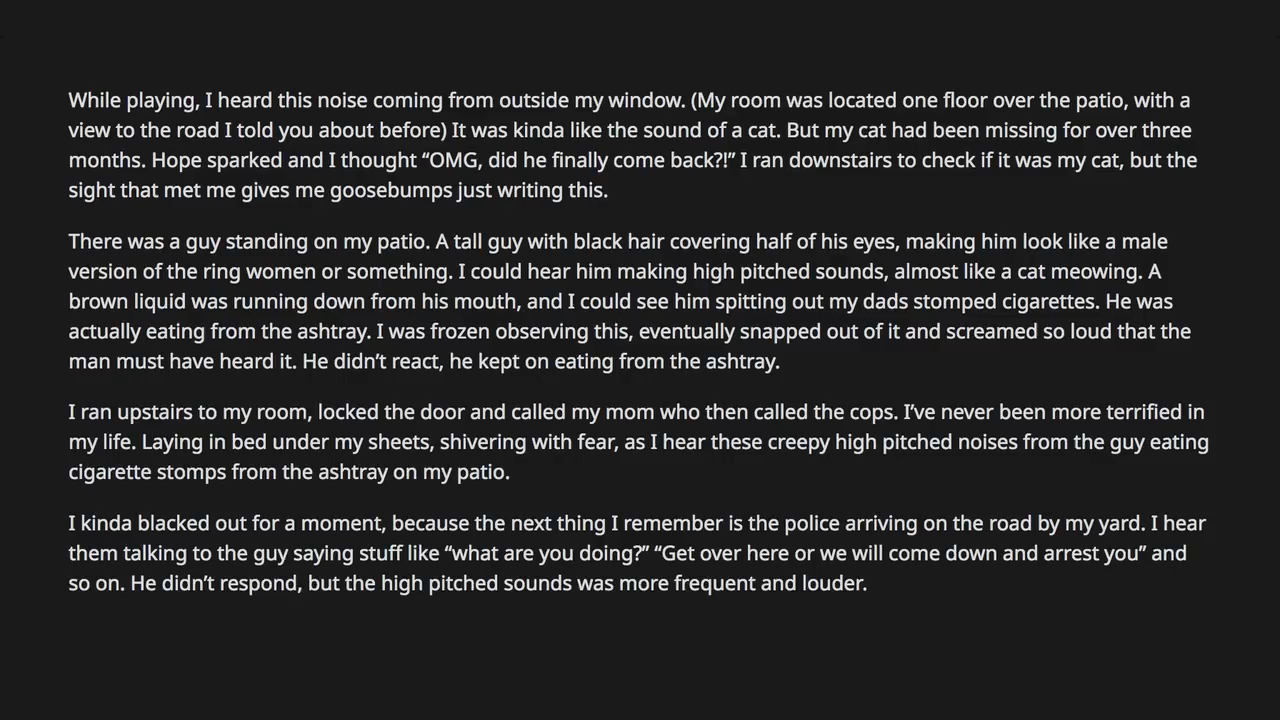 While playing, I heard this noise coming from outside my window. (My room was located one floor over the patio, with a
view to the road I told you about before) It was kinda like the sound of a cat. But my cat had been missing for over three
months. Hope sparked and I thought “OMG, did he finally come back?!” I ran downstairs to check if it was my cat, but the
sight that met me gives me goosebumps just writing this.
There was a guy standing on my patio. A tall guy with black hair covering half of his eyes, making him look like a male
version of the ring women or something. I could hear him making high pitched sounds, almost like a cat meowing. A
brown liquid was running down from his mouth, and I could see him spitting out my dads stomped cigarettes. He was
actually eating from the ashtray. I was frozen observing this, eventually snapped out of it and screamed so loud that the
man must have heard it. He didn’t react, he kept on eating from the ashtray.
I ran upstairs to my room, locked the door and called my mom who then called the cops. I’ve never been more terrified in
my life. Laying in bed under my sheets, shivering with fear, as I hear these creepy high pitched noises from the guy eating
cigarette stomps from the ashtray on my patio.
I kinda blacked out for a moment, because the next thing I remember is the police arriving on the road by my yard. I hear
them talking to the guy saying stuff like “what are you doing?” “Get over here or we will come down and arrest you” and
so on. He didn’t respond, but the high pitched sounds was more frequent and louder.